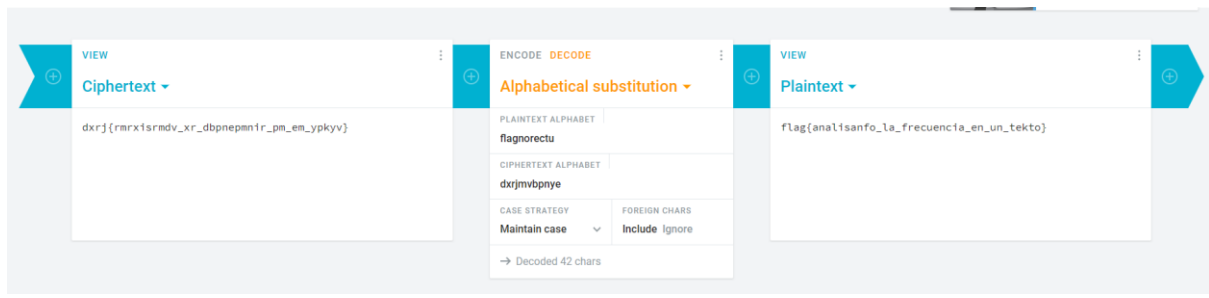 VIEW
Ciphertext
dxrj{rmrxisrmdv_xr_dbpnepmnir_pm_em_ypkyv}
ENCODE DECODE
Alphabetical substitution
PLAINTEXT ALPHABET
flagnorectu
CIPHERTEXT ALPHABET
dxrjmvbpnye
CASE STRATEGY
Maintain case
FOREIGN CHARS
Include Ignore
→ Decoded 42 chars
VIEW
Plaintext
flag{analisanfo_la_frecuencia_en_un_tekto}